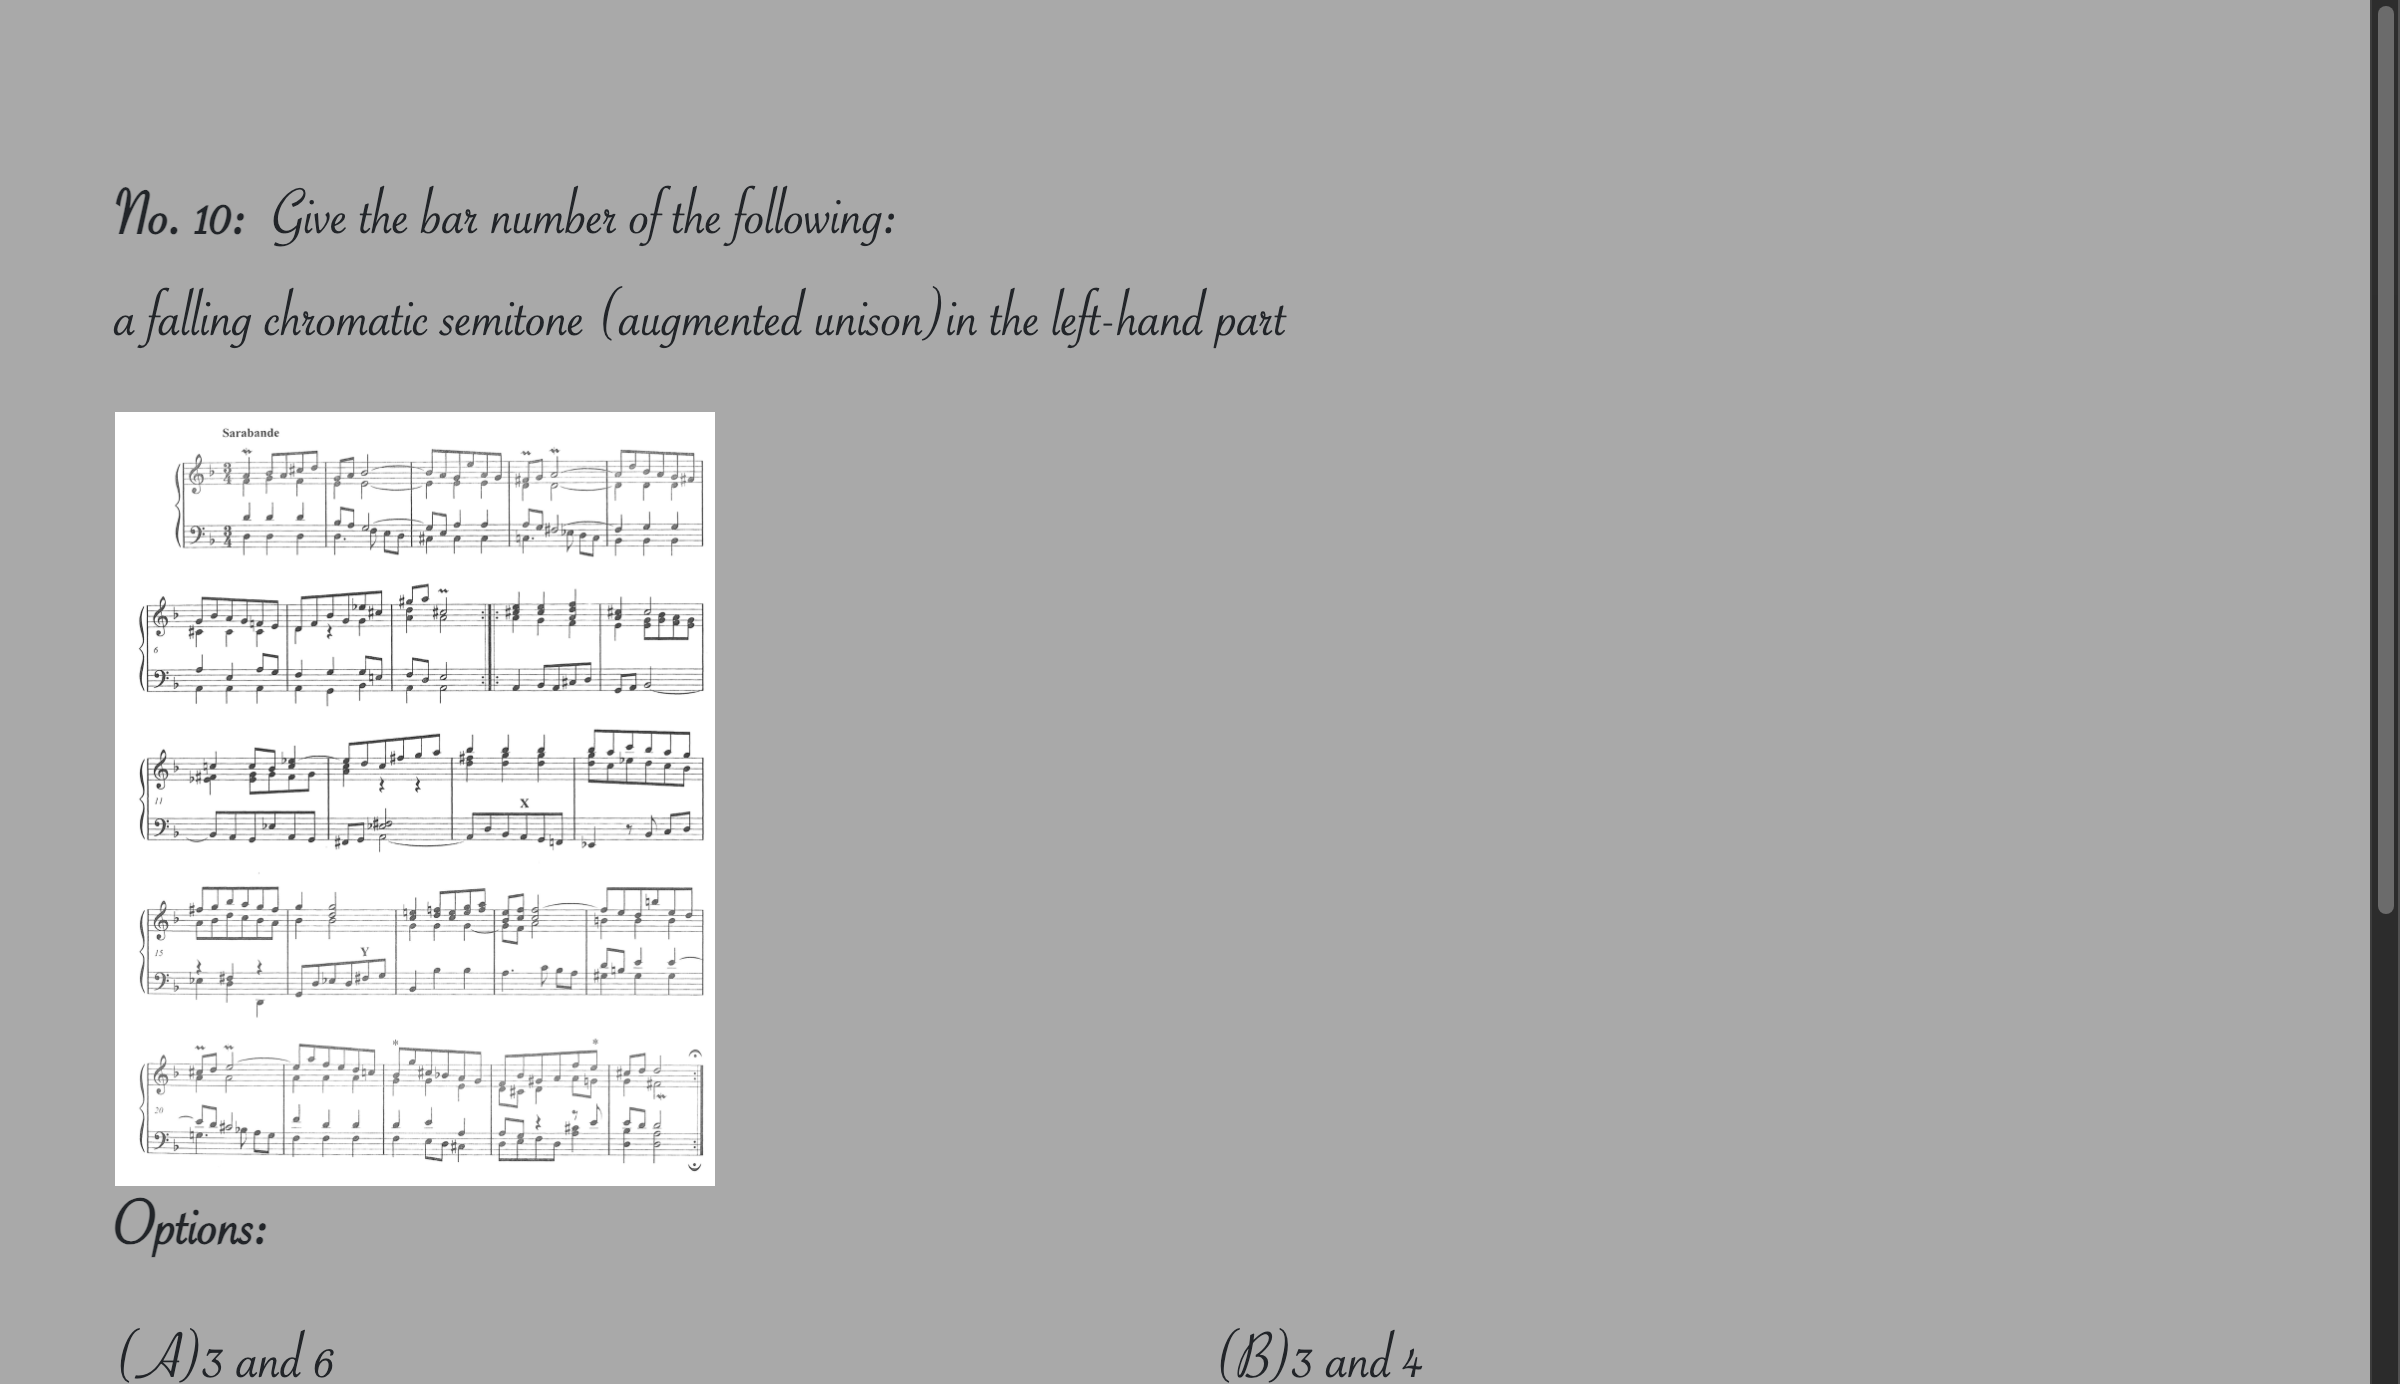 No. 10: Give the bar number of the following:
a falling chromatic semitone (augmented unison)in the left-hand part
Sarabande
6
11
X
15
Y
20
* *
Options:
(A)3 and 6 (B)3 and 4